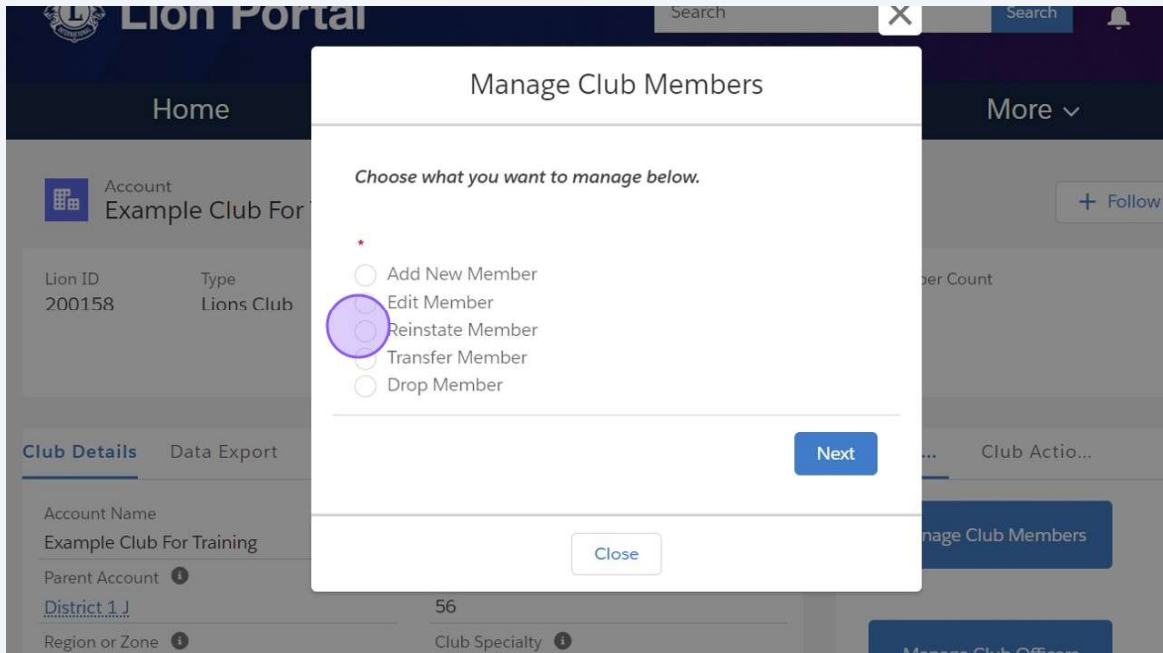 Lion Portal
Search
Search
Manage Club Members
Home
More
Choose what you want to manage below.
Account
Example Club For
+ Follow
*
Add New Member
Lion ID
Type
Count
Edit Member
200158
Lions Club
Reinstate Member
Transfer Member
Drop Member
Club Details
Data Export
Next
...
Club Actio...
Account Name
Example Club For Training
Club Members
Close
Parent Account
District 1 J
56
Region or Zone
Club Specialty
Manage Club Officers